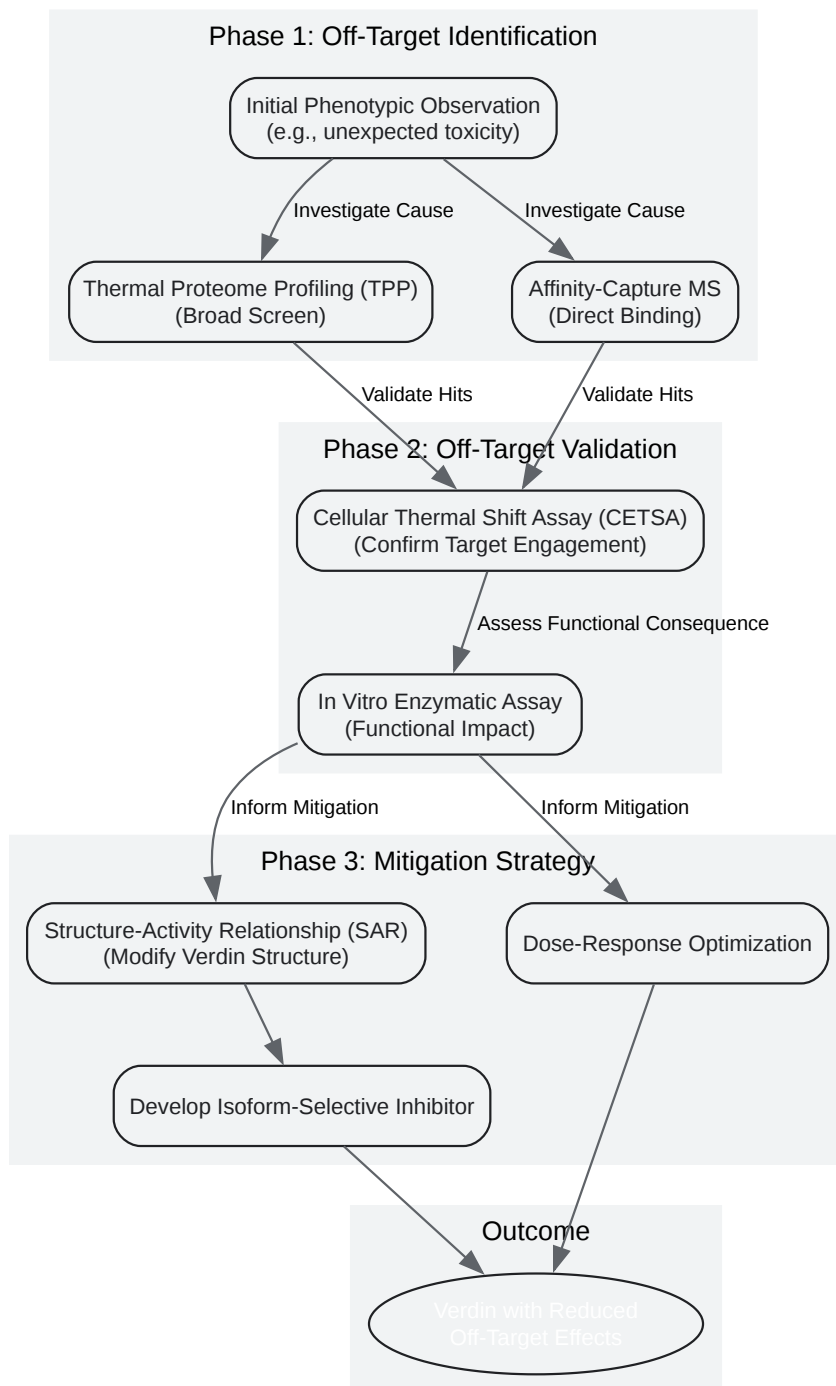 Phase 1: Off-Target Identification
Initial Phenotypic Observation
(e.g., unexpected toxicity)
Investigate Cause
Investigate Cause
Thermal Proteome Profiling (TPP)
(Broad Screen)
Affinity-Capture MS
(Direct Binding)
Validate Hits
Validate Hits
Phase 2: Off-Target Validation
Cellular Thermal Shift Assay (CETSA)
(Confirm Target Engagement)
Assess Functional Consequence
In Vitro Enzymatic Assay
(Functional Impact)
Inform Mitigation
Inform Mitigation
Phase 3: Mitigation Strategy
Structure-Activity Relationship (SAR)
(Modify Verdin Structure)
Dose-Response Optimization
Develop Isoform-Selective Inhibitor
Outcome
Verdin with Reduced
Off-Target Effects